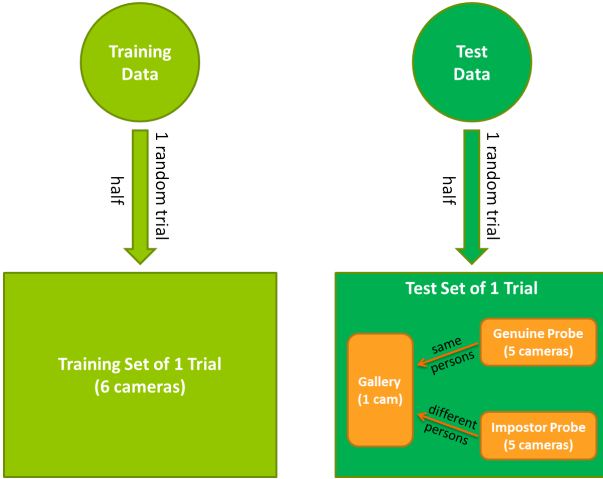 Training
Data
1 random trial
half
Training Set of 1 Trial
(6 cameras)
Test
Data
1 random trial
half
Test Set of 1 Trial
Gallery
(1 cam)
same
persons
Genuine Probe
(5 cameras)
different
persons
Impostor Probe
(5 cameras)